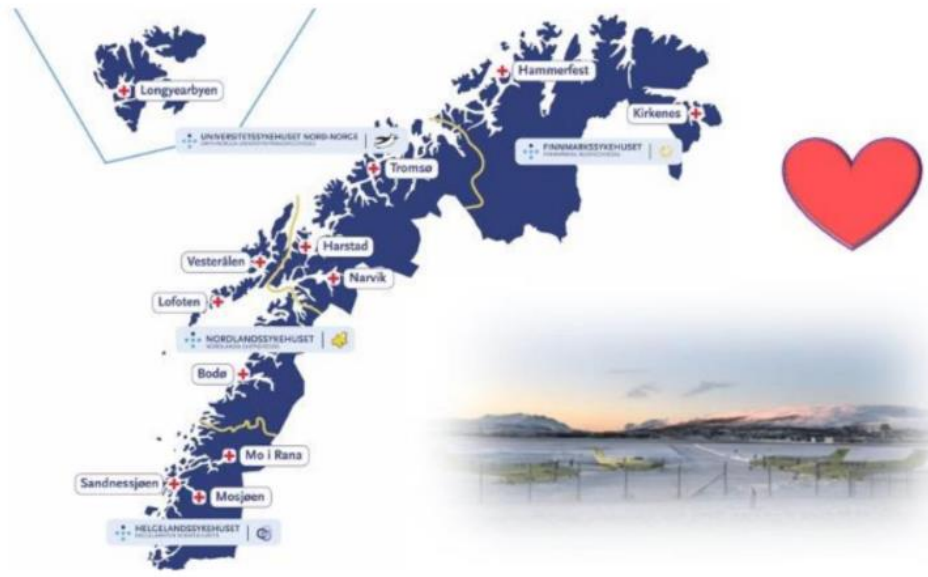 Longyearbyen
Hammerfest
Kirkenes
UNIVERSITETSSYKEHUSET NORD-NORGE
FINNMARKSSYKEHUSET
Tromsø
Harstad
Vesterålen
Narvik
Lofoten
NORDLANDSSYKEHUSET
Bodø
Mo i Rana
Sandnessjøen
Mosjøen
HELGELANDSSYKEHUSET